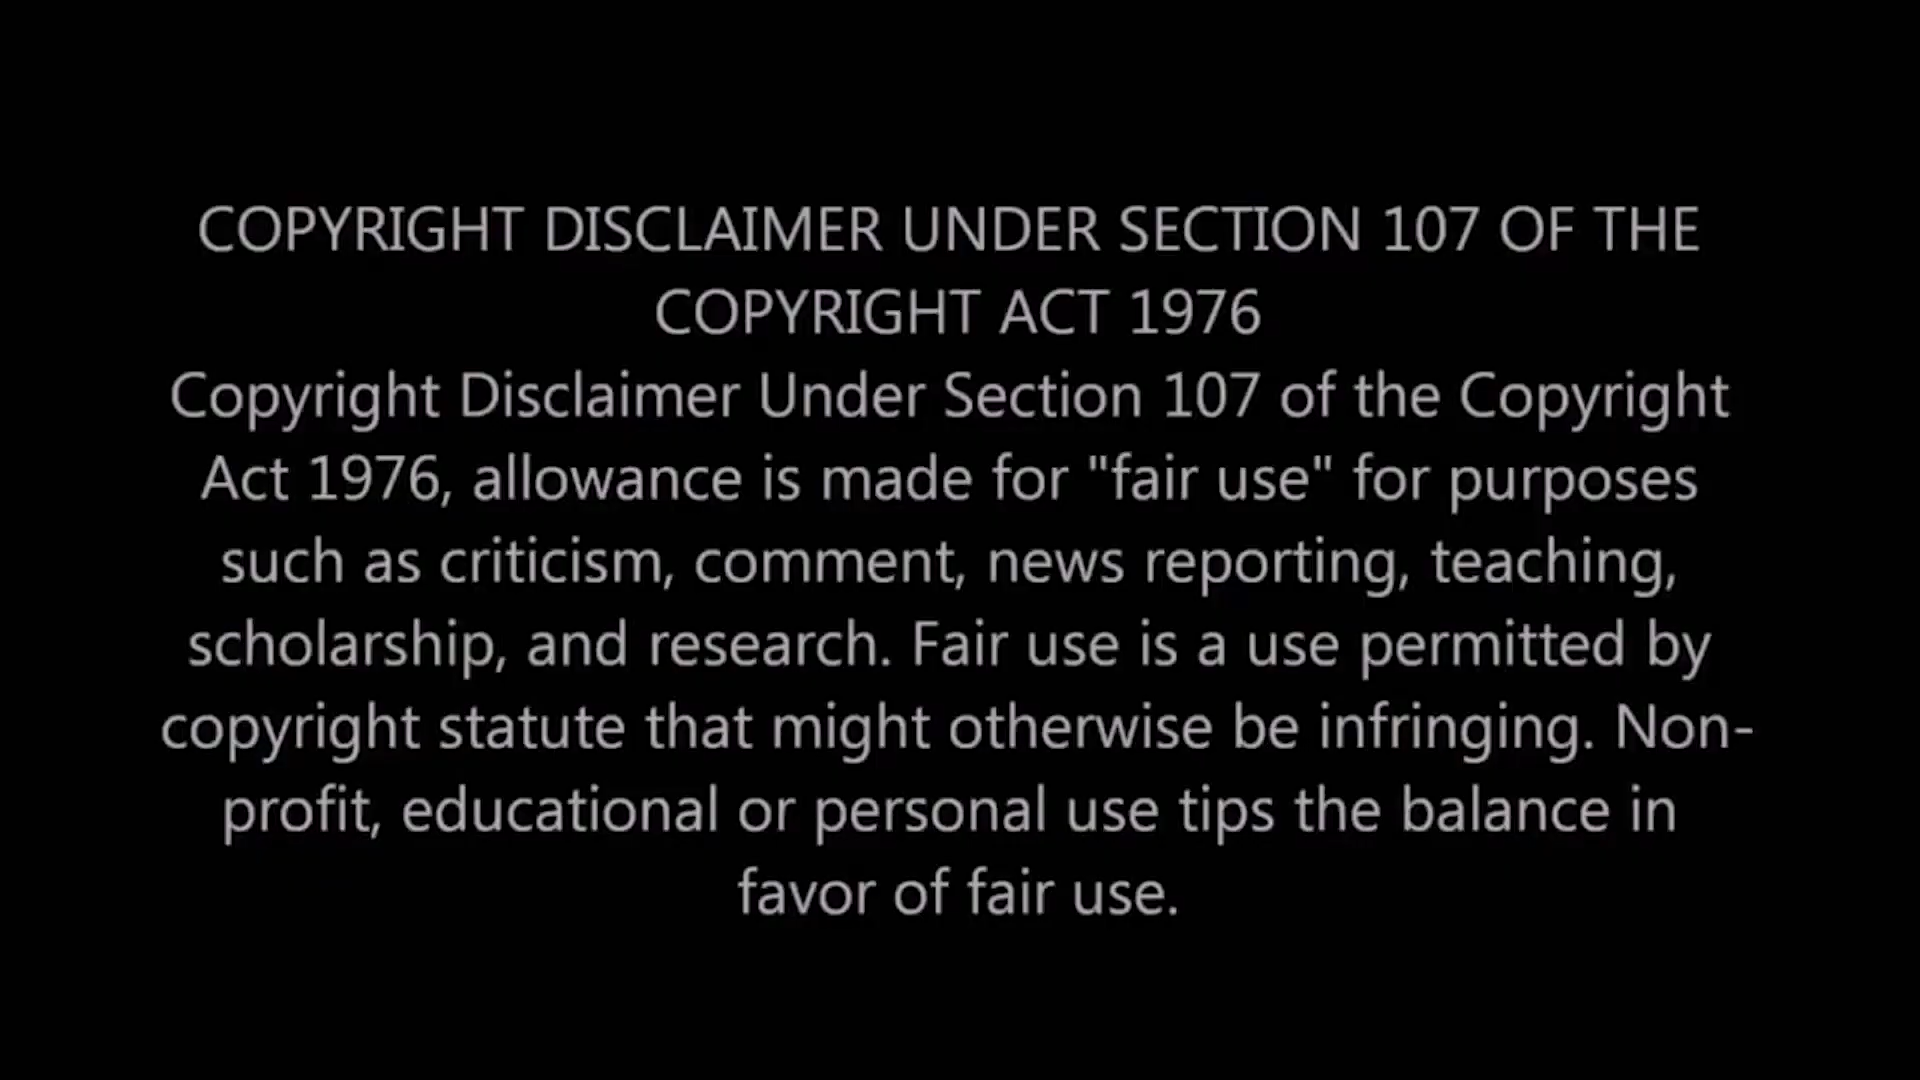 COPYRIGHT DISCLAIMER UNDER SECTION 107 OF THE
COPYRIGHT ACT 1976
Copyright Disclaimer Under Section 107 of the Copyright
Act 1976, allowance is made for "fair use" for purposes
such as criticism, comment, news reporting, teaching,
scholarship, and research. Fair use is a use permitted by
copyright statute that might otherwise be infringing. Non-
profit, educational or personal use tips the balance in
favor of fair use.